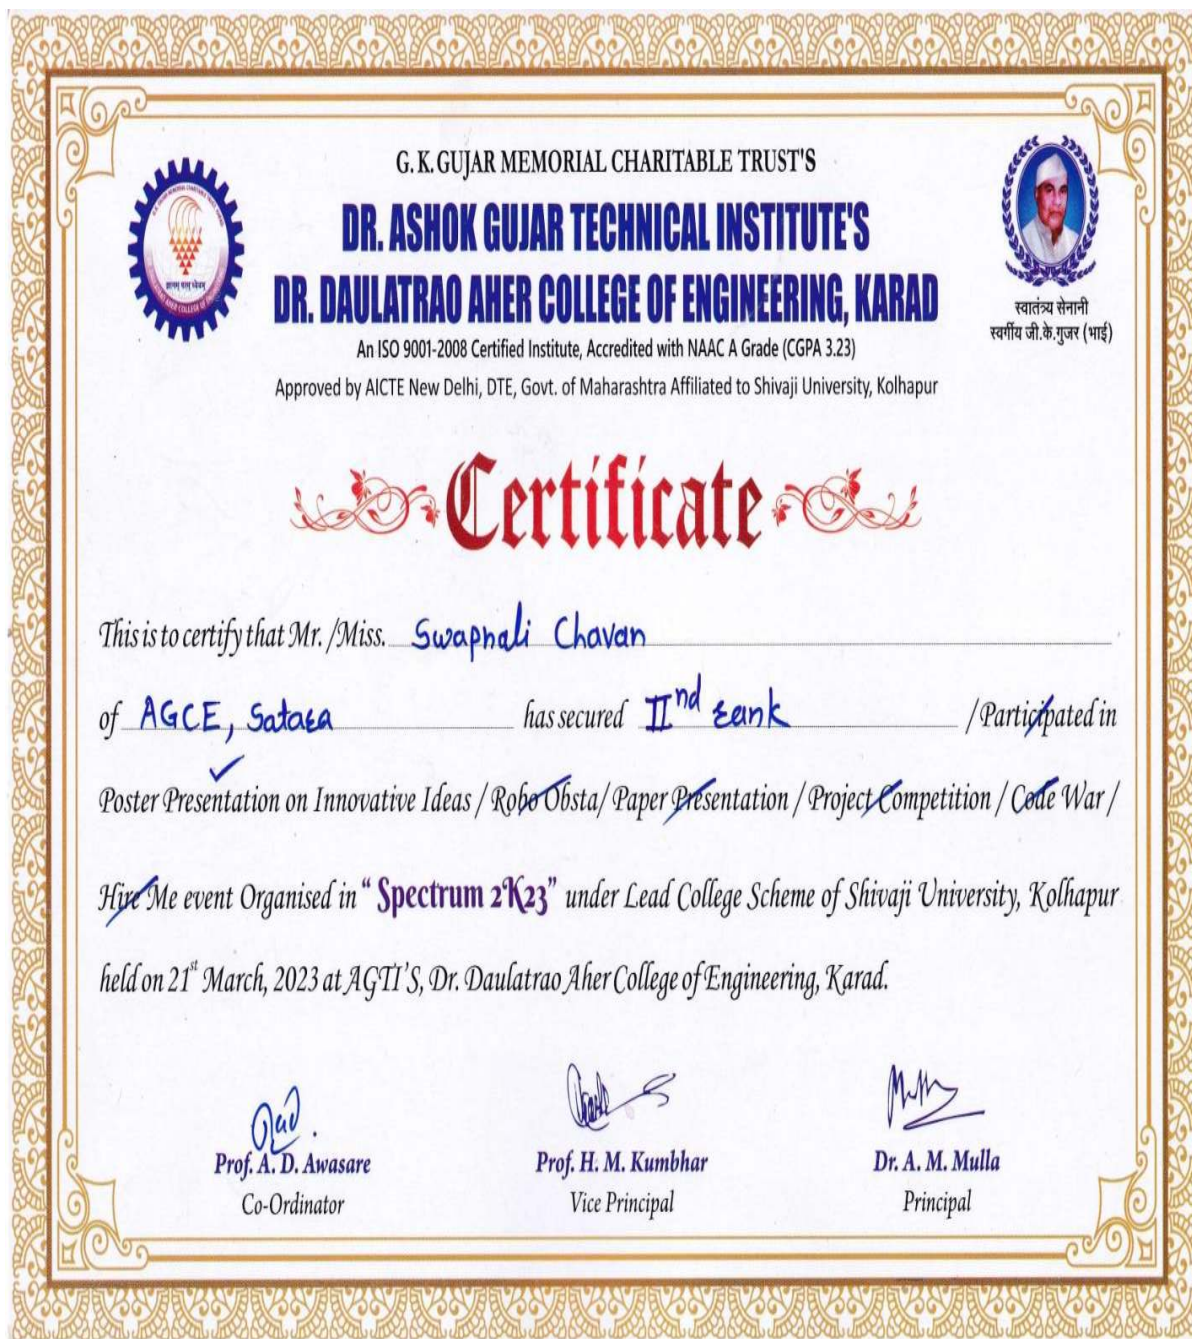 G. K. GUJAR MEMORIAL CHARITABLE TRUST'S
DR. ASHOK GUJAR TECHNICAL INSTITUTE'S
DR. DAULATRAO AHER COLLEGE OF ENGINEERING, KARAD
An ISO 9001-2008 Certified Institute, Accredited with NAAC A Grade (CGPA 3.23)
Approved by AICTE New Delhi, DTE, Govt. of Maharashtra Affiliated to Shivaji University, Kolhapur
स्वातंत्र्य सेनानी
स्वर्गीय जी.के.गुजर (भाई)
Certificate
This is to certify that Mr. /Miss. Swapnali Chavan
of AGCE, Satara has secured IInd rank / Participated in
Poster Presentation on Innovative Ideas / Robo Obsta/ Paper Presentation / Project Competition / Code War /
Hire Me event Organised in “ Spectrum 2K23” under Lead College Scheme of Shivaji University, Kolhapur
held on 21st March, 2023 at AGTI’S, Dr. Daulatrao Aher College of Engineering, Karad.
Prof. A. D. Awasare
Co-Ordinator
Prof. H. M. Kumbhar
Vice Principal
Dr. A. M. Mulla
Principal